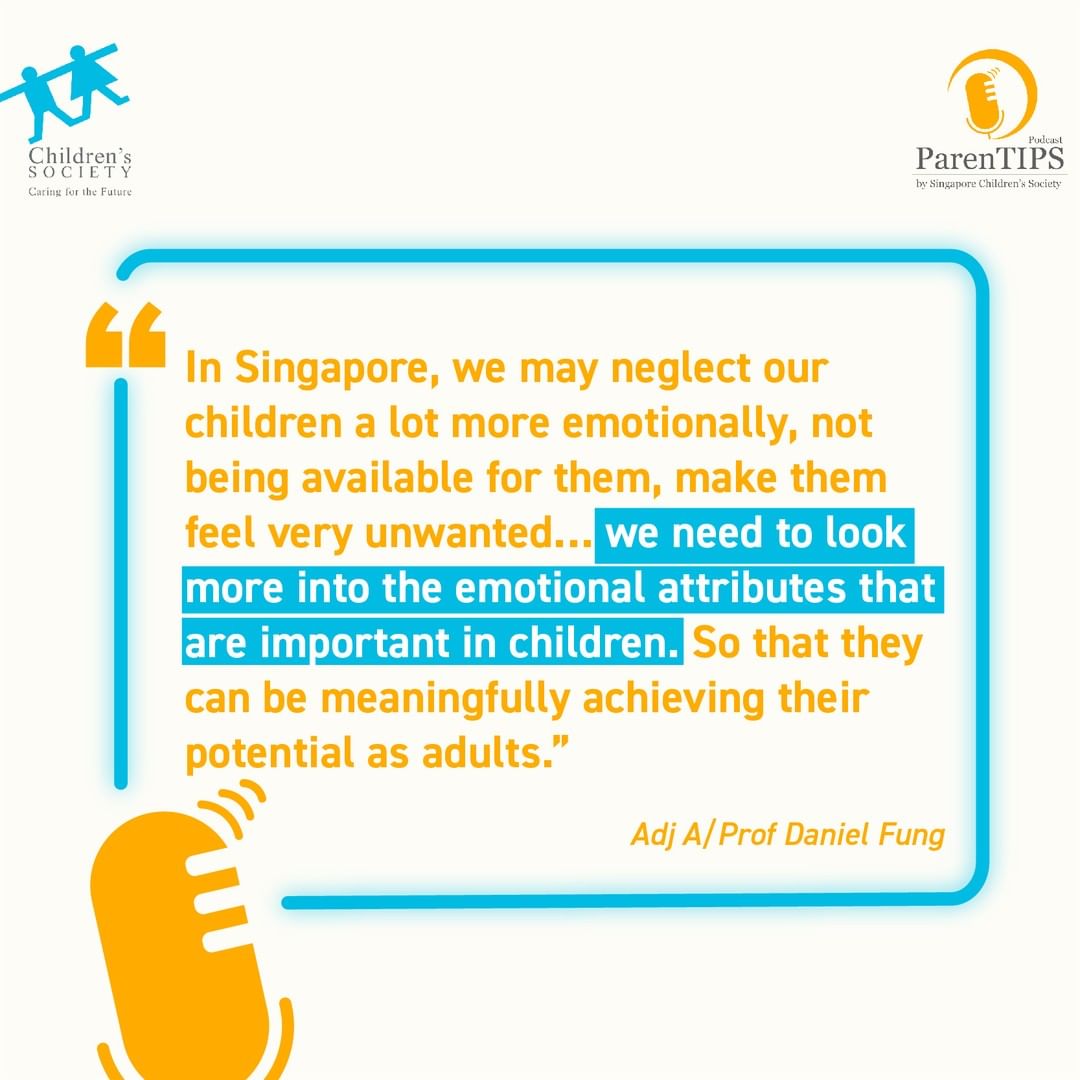 Children's
SOCIETY
Caring for the Future
Podcast
ParenTIPS
by Singapore Children's Society
“In Singapore, we may neglect our
children a lot more emotionally, not
being available for them, make them
feel very unwanted... we need to look
more into the emotional attributes that
are important in children. So that they
can be meaningfully achieving their
potential as adults.”
Adj A/Prof Daniel Fung